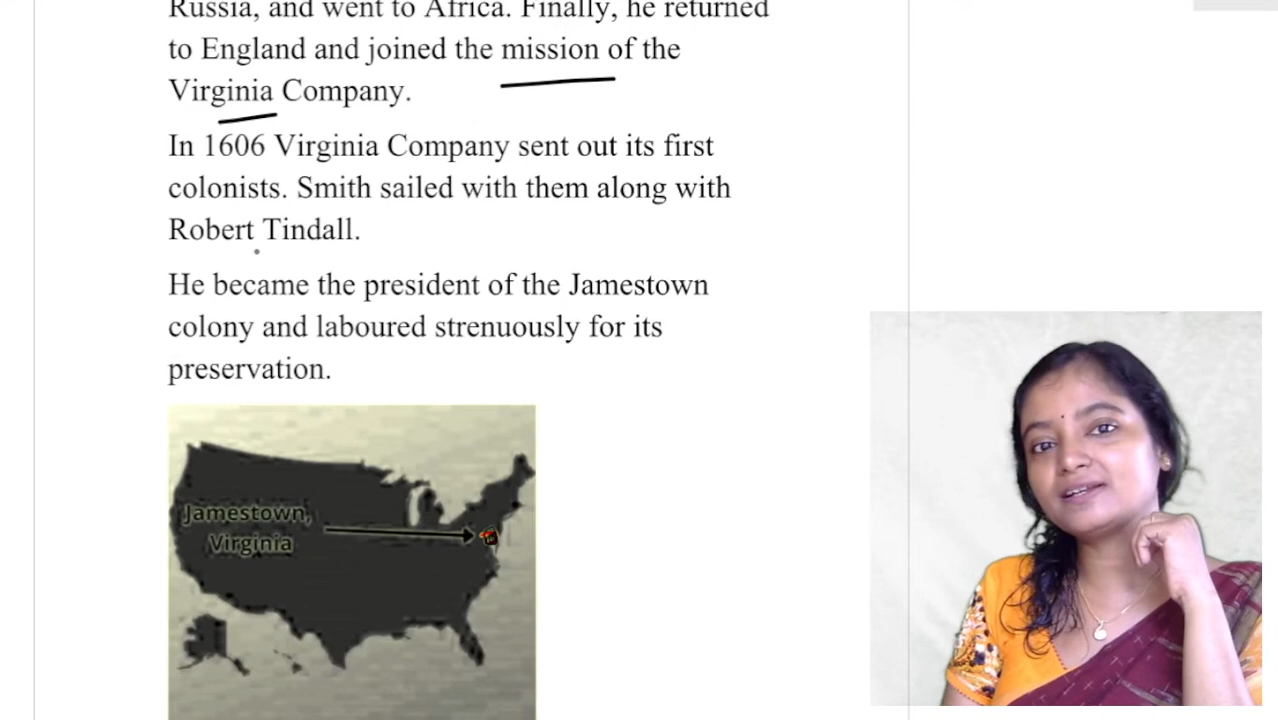 Russia, and went to Africa. Finally, he returned
to England and joined the mission of the
Virginia Company.
In 1606 Virginia Company sent out its first
colonists. Smith sailed with them along with
Robert Tindall.
He became the president of the Jamestown
colony and laboured strenuously for its
preservation.
Jamestown,
Virginia